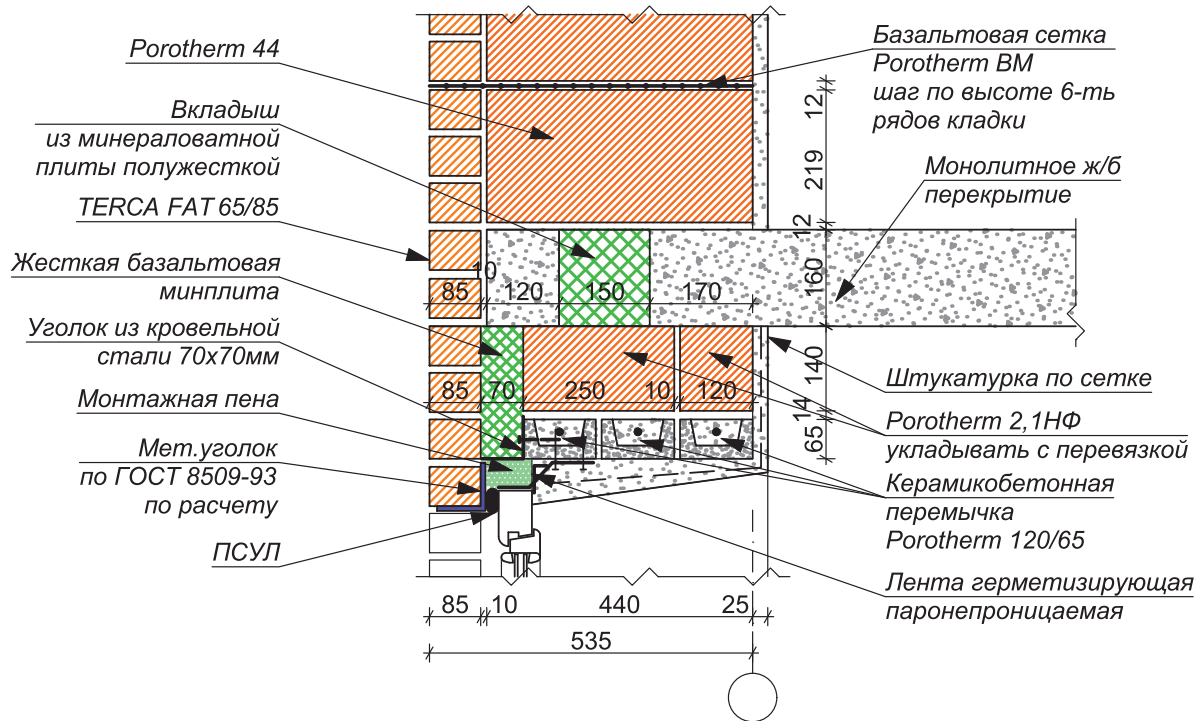 Porotherm 44
Вкладыш
из минераловатной
плиты полужесткой
TERCA FAT 65/85
Жесткая базальтовая
минплита
Уголок из кровельной
стали 70х70мм
Монтажная пена
Мет.уголок
по ГОСТ 8509-93
по расчету
ПСУЛ
Базальтовая сетка
Porotherm BM
шаг по высоте 6-ть
рядов кладки
Монолитное ж/б
перекрытие
Штукатурка по сетке
Porotherm 2,1НФ
укладывать с перевязкой
Керамикобетонная
перемычка
Porotherm 120/65
Лента герметизирующая
паронепроницаемая
12
219
12
160
140
14
65
10
85 120 150 170
85 70 250 10 120
85 10 440 25
535